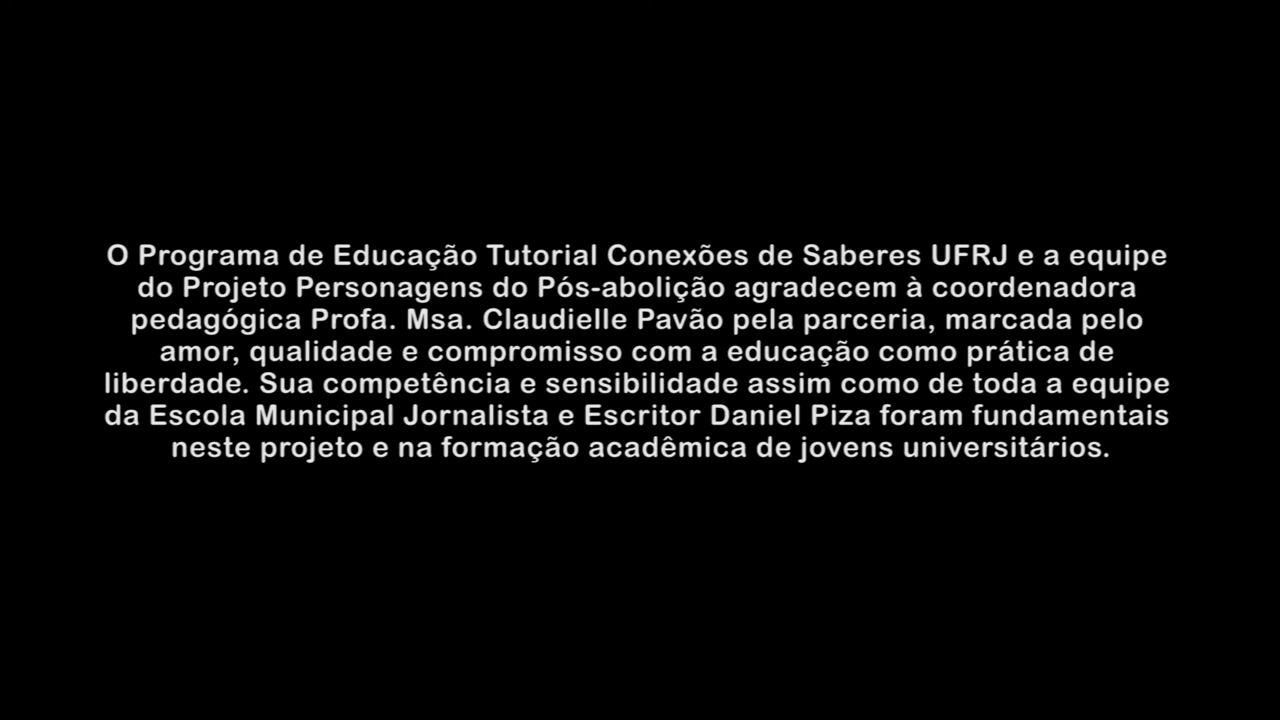 O Programa de Educação Tutorial Conexões de Saberes UFRJ e a equipe
do Projeto Personagens do Pós-abolição agradecem à coordenadora
pedagógica Profa. Msa. Claudielle Pavão pela parceria, marcada pelo
amor, qualidade e compromisso com a educação como prática de
liberdade. Sua competência e sensibilidade assim como de toda a equipe
da Escola Municipal Jornalista e Escritor Daniel Piza foram fundamentais
neste projeto e na formação acadêmica de jovens universitários.